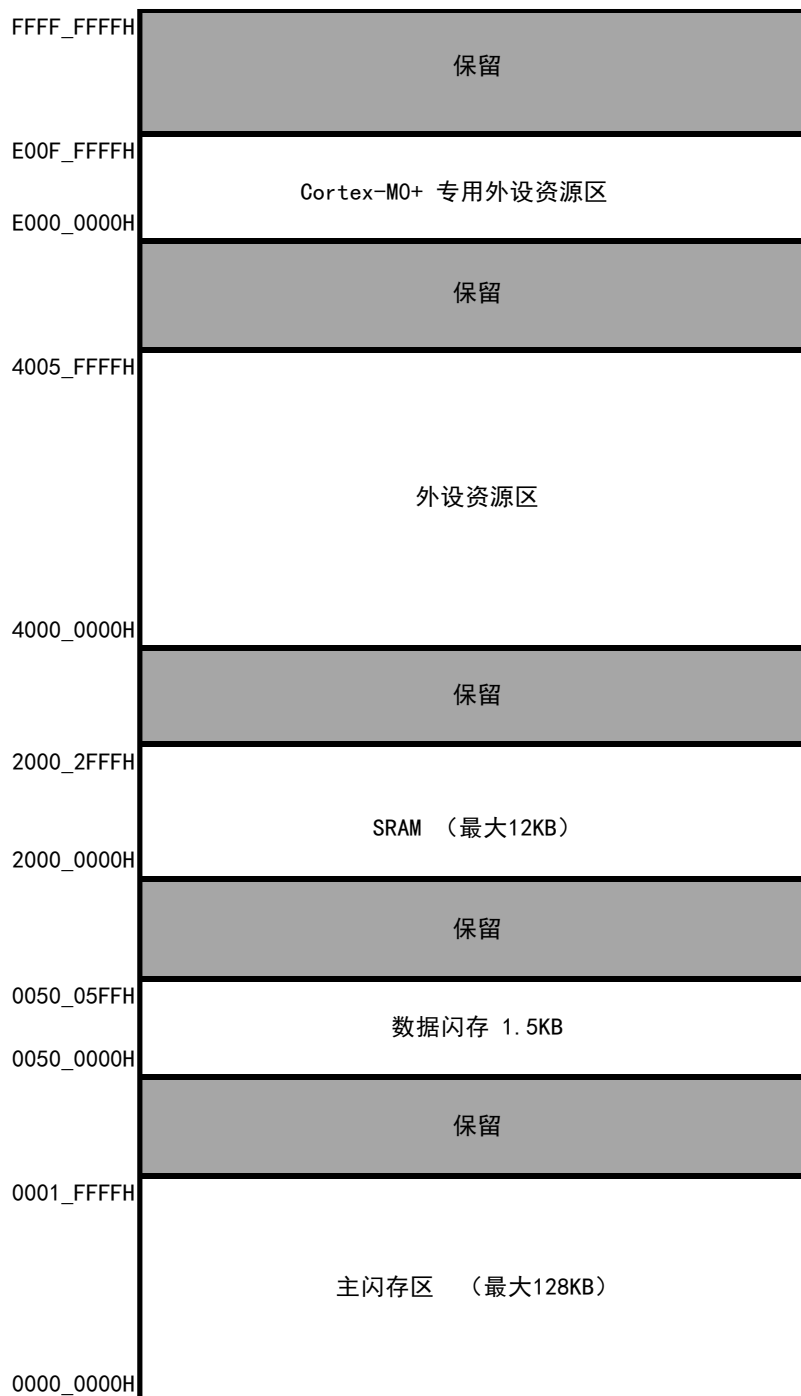 FFFF_FFFFH
保留
E00F_FFFFH
Cortex-M0+ 专用外设资源区
E000_0000H
保留
4005_FFFFH
外设资源区
4000_0000H
保留
2000_2FFFH
SRAM （最大12KB）
2000_0000H
保留
0050_05FFH
数据闪存 1.5KB
0050_0000H
保留
0001_FFFFH
主闪存区 （最大128KB）
0000_0000H